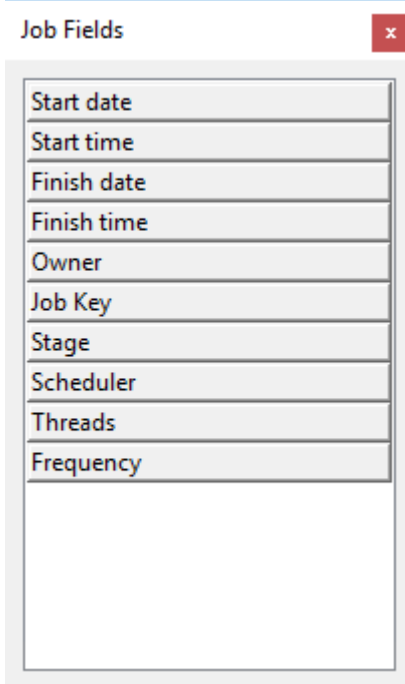 Job Fields
x
Start date
Start time
Finish date
Finish time
Owner
Job Key
Stage
Scheduler
Threads
Frequency